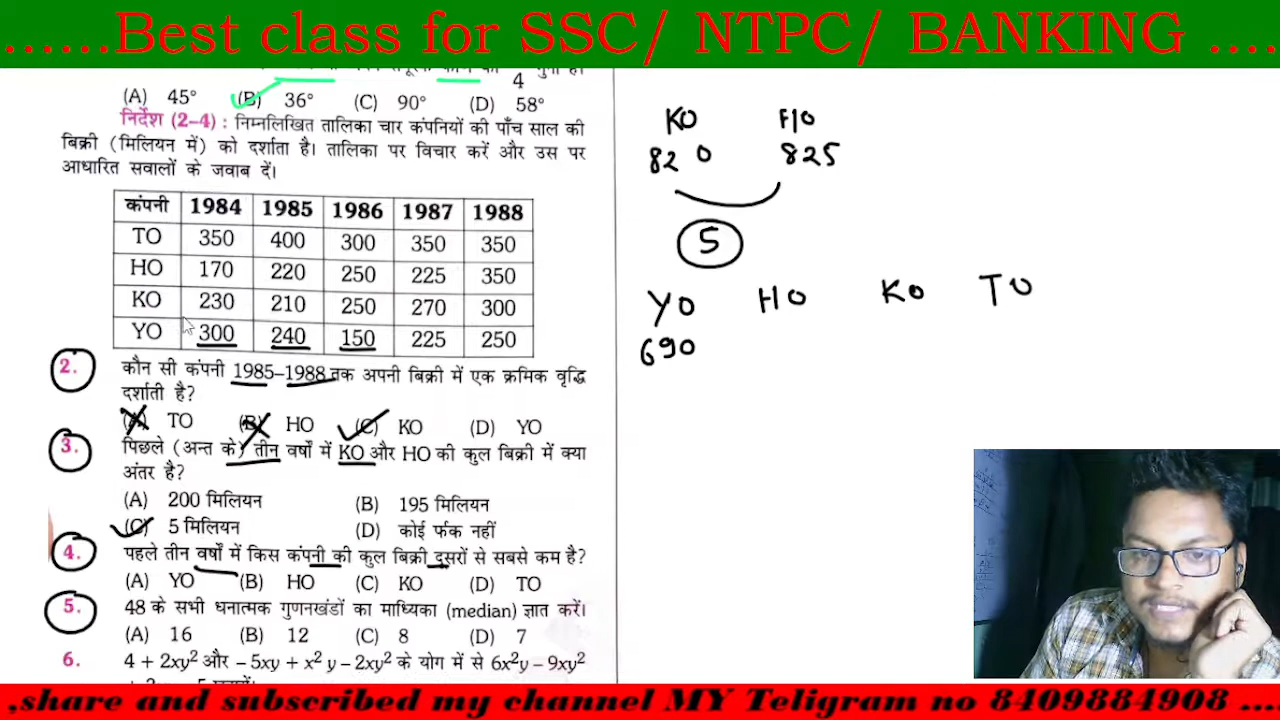 ......Best class for SSC/ NTPC/ BANKING ....
4
(A) 45° (B) 36° (C) 90° (D) 58°
निर्देश (2–4) : निम्नलिखित तालिका चार कंपनियों की पाँच साल की
बिक्री (मिलियन में) को दर्शाता है। तालिका पर विचार करें और उस पर
आधारित सवालों के जवाब दें।
कंपनी 1984 1985 1986 1987 1988
TO 350 400 300 350 350
HO 170 220 250 225 350
KO 230 210 250 270 300
YO 300 240 150 225 250
2. कौन सी कंपनी 1985–1988 तक अपनी बिक्री में एक क्रमिक वृद्धि
दर्शाती है?
(A) TO (B) HO (C) KO (D) YO
3. पिछले (अन्त के) तीन वर्षों में KO और HO की कुल बिक्री में क्या
अंतर है?
(A) 200 मिलियन (B) 195 मिलियन
(C) 5 मिलियन (D) कोई र्फक नहीं
4. पहले तीन वर्षों में किस कंपनी की कुल बिक्री दूसरों से सबसे कम है?
(A) YO (B) HO (C) KO (D) TO
5. 48 के सभी धनात्मक गुणनखंडों का माध्यिका (median) ज्ञात करें।
(A) 16 (B) 12 (C) 8 (D) 7
6. 4 + 2xy² और – 5xy + x² y – 2xy² के योग में से 6x²y – 9xy²
KO HO
820 825
5
YO HO KO TO
690
,share and subscribed my channel MY Teligram no 8409884908 ....